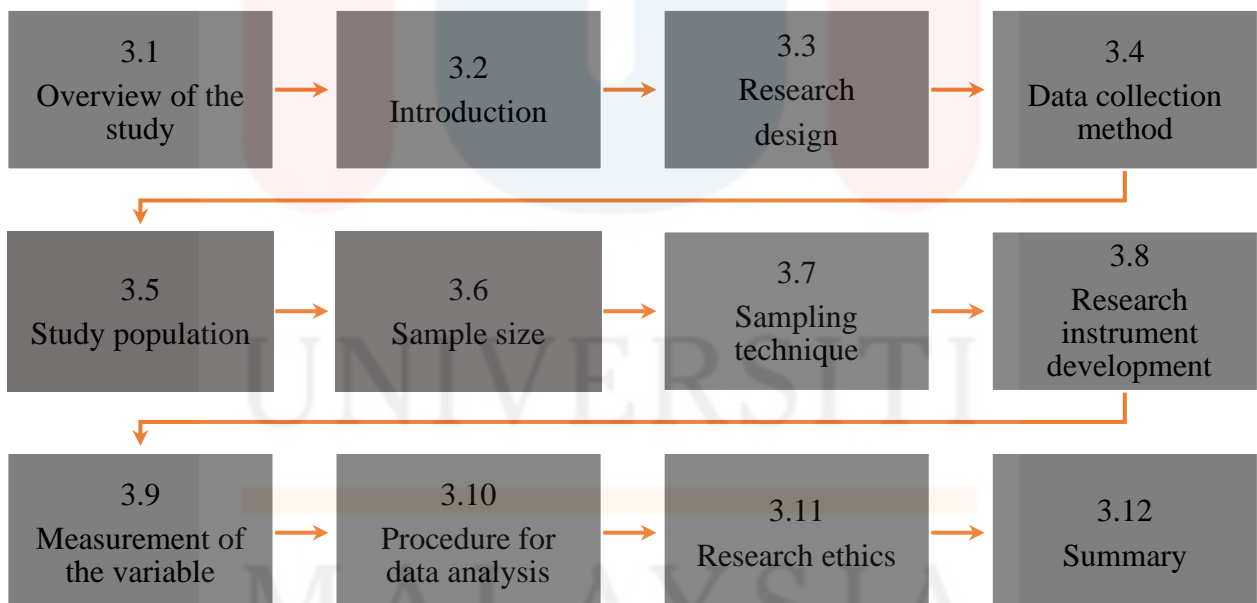 3.1
Overview of the
study
3.2
Introduction
3.3
Research
design
3.4
Data collection
method
3.5
Study population
3.6
Sample size
3.7
Sampling
technique
3.8
Research
instrument
development
UNIVERSITI
3.9
Measurement of
the variable
3.10
Procedure for
data analysis
3.11
Research ethics
3.12
Summary
MALAYSIA